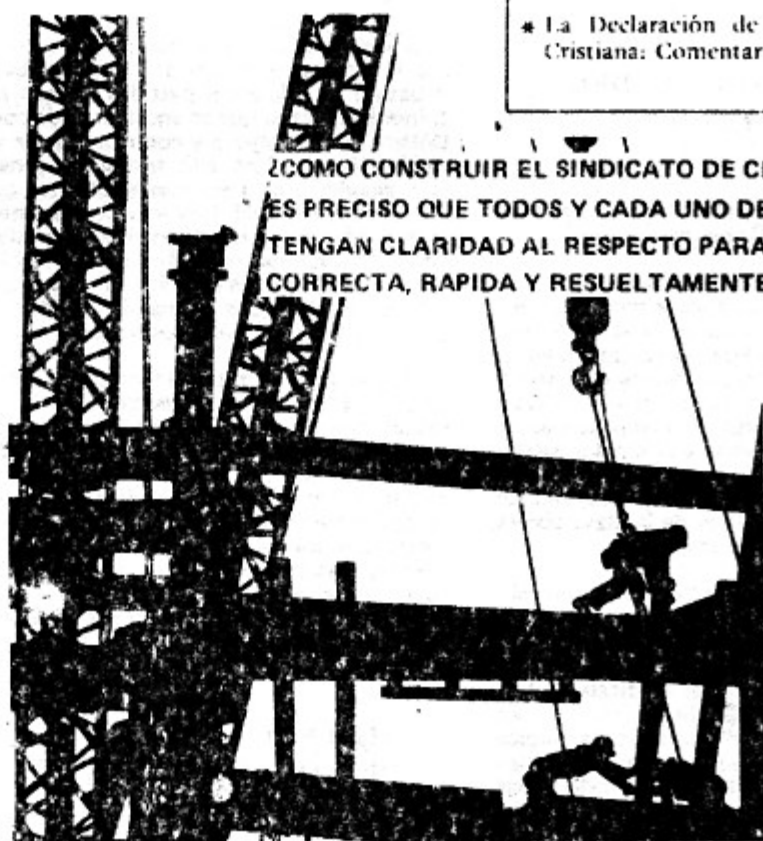 * La Declaración de
Cristiana: Comentar
¿COMO CONSTRUIR EL SINDICATO DE
ES PRECISO QUE TODOS Y CADA UNO DE
TENGAN CLARIDAD AL RESPECTO PARA
CORRECTA, RAPIDA Y RESUELTAMENTE